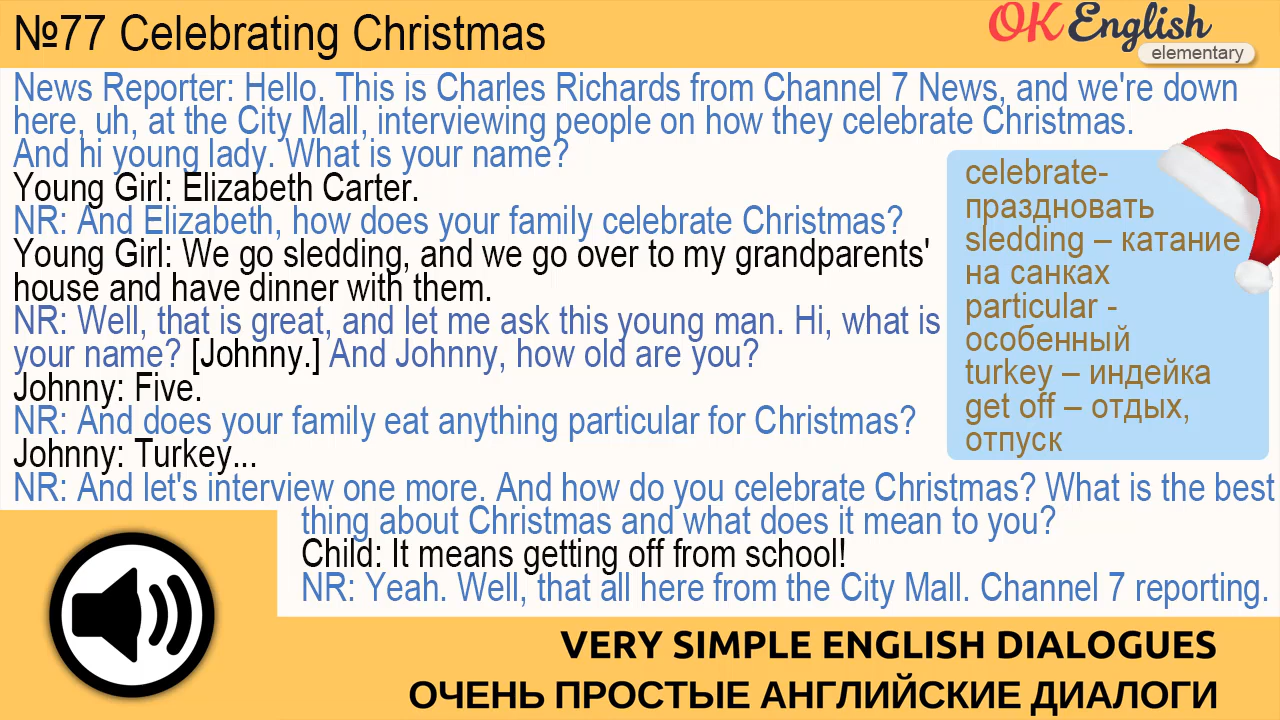 №77 Celebrating Christmas
OK English
elementary
News Reporter: Hello. This is Charles Richards from Channel 7 News, and we're down
here, uh, at the City Mall, interviewing people on how they celebrate Christmas.
And hi young lady. What is your name?
Young Girl: Elizabeth Carter.
NR: And Elizabeth, how does your family celebrate Christmas?
Young Girl: We go sledding, and we go over to my grandparents'
house and have dinner with them.
NR: Well, that is great, and let me ask this young man. Hi, what is
your name? [Johnny.] And Johnny, how old are you?
Johnny: Five.
NR: And does your family eat anything particular for Christmas?
Johnny: Turkey...
NR: And let's interview one more. And how do you celebrate Christmas? What is the best
thing about Christmas and what does it mean to you?
Child: It means getting off from school!
NR: Yeah. Well, that all here from the City Mall. Channel 7 reporting.
celebrate-
праздновать
sledding – катание
на санках
particular -
особенный
turkey – индейка
get off – отдых,
отпуск
VERY SIMPLE ENGLISH DIALOGUES
ОЧЕНЬ ПРОСТЫЕ АНГЛИЙСКИЕ ДИАЛОГИ